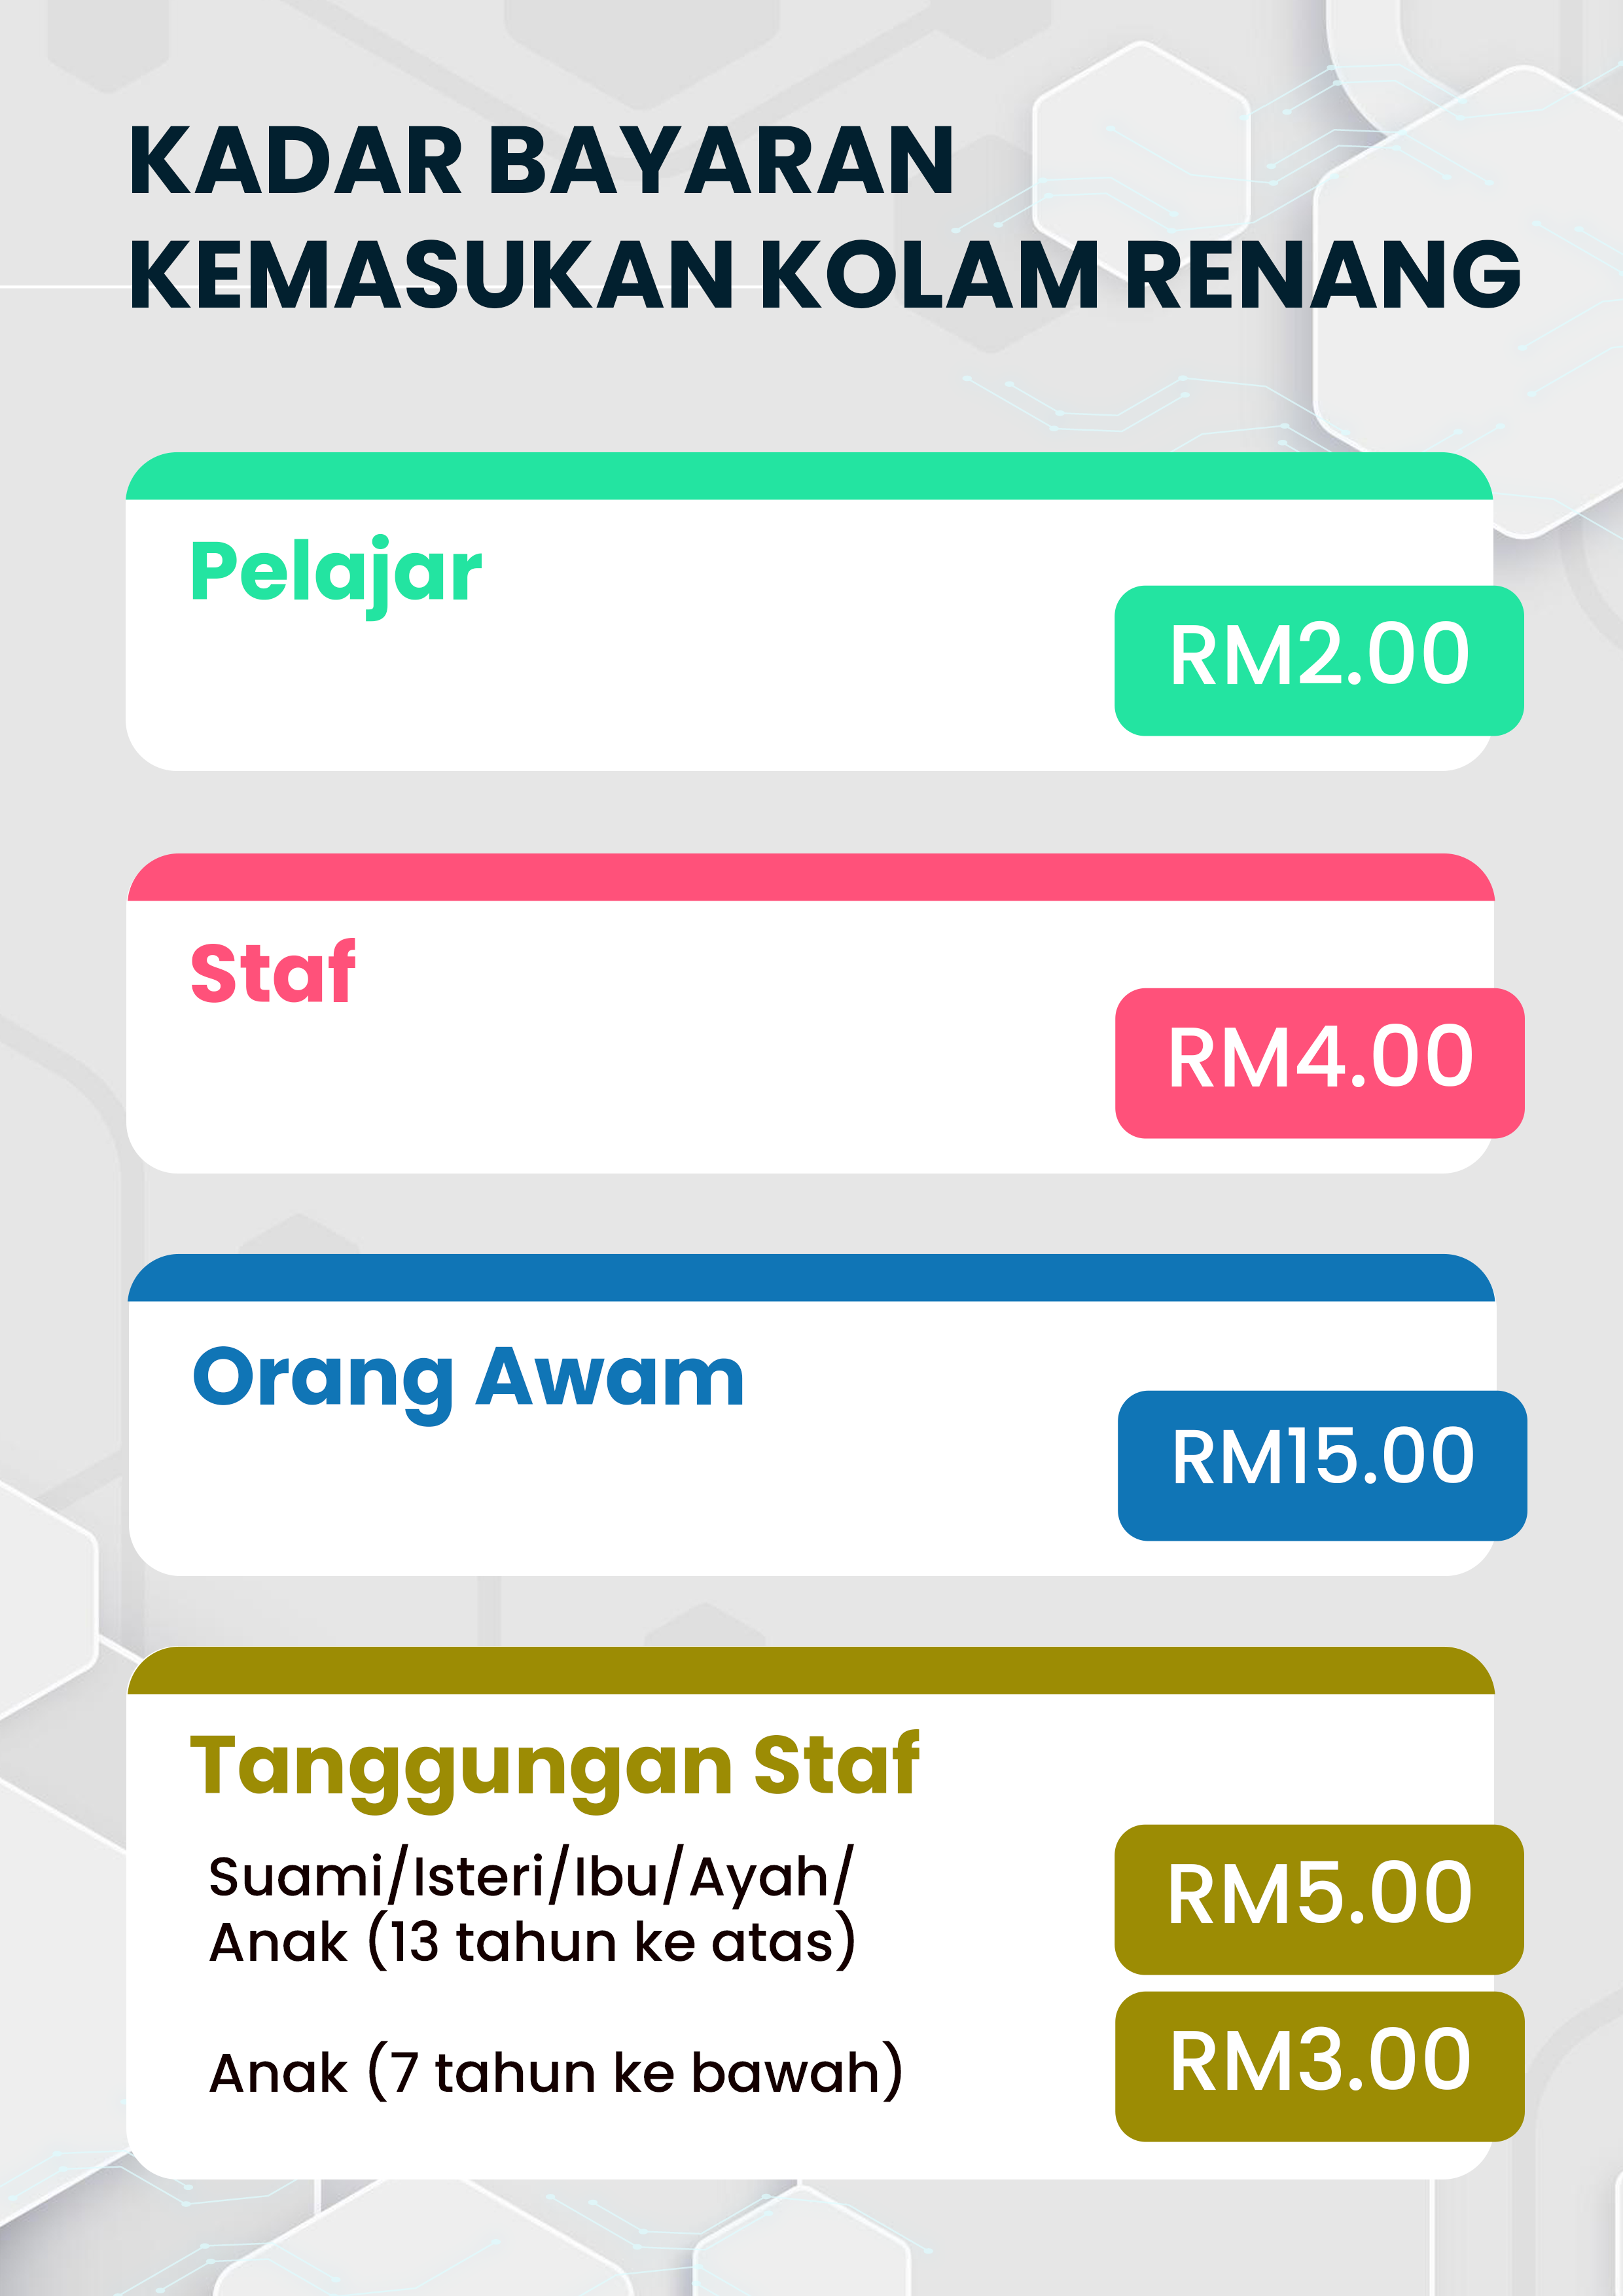 KADAR BAYARAN
KEMASUKAN KOLAM RENANG
Pelajar
RM2.00
Staf
RM4.00
Orang Awam
RM15.00
Tanggungan Staf
Suami/Isteri/Ibu/Ayah/
Anak (13 tahun ke atas)
RM5.00
Anak (7 tahun ke bawah)
RM3.00